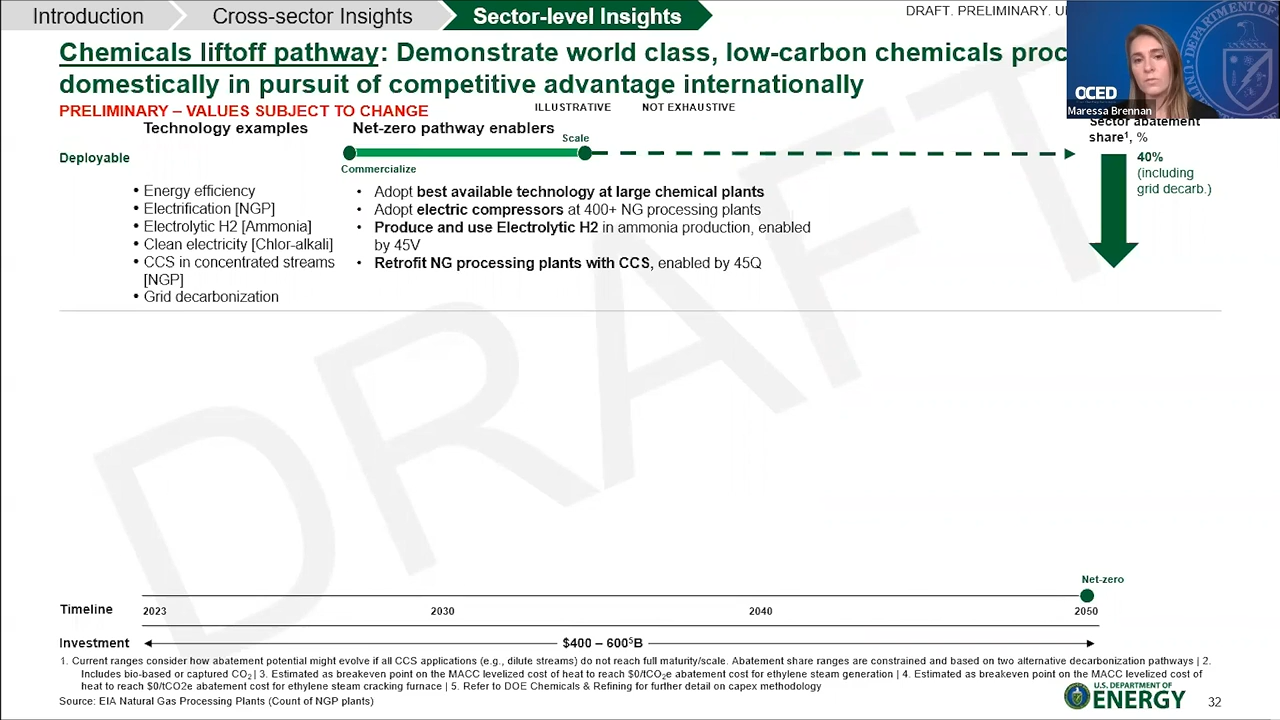 Introduction
Cross-sector Insights
Sector-level Insights
DRAFT. PRELIMINARY.
Chemicals liftoff pathway: Demonstrate world class, low-carbon chemicals
domestically in pursuit of competitive advantage internationally
PRELIMINARY – VALUES SUBJECT TO CHANGE
ILLUSTRATIVE
NOT EXHAUSTIVE
OCED
Maressa Brennan
Technology examples
Net-zero pathway enablers
Scale
Sector abatement
share¹, %
Deployable
Commercialize
40%
(including
grid decarb.)
• Energy efficiency
• Electrification [NGP]
• Electrolytic H2 [Ammonia]
• Clean electricity [Chlor-alkali]
• CCS in concentrated streams
[NGP]
• Grid decarbonization
• Adopt best available technology at large chemical plants
• Adopt electric compressors at 400+ NG processing plants
• Produce and use Electrolytic H2 in ammonia production, enabled
by 45V
• Retrofit NG processing plants with CCS, enabled by 45Q
DRAFT
Net-zero
Timeline
2023
2030
2040
2050
Investment
$400 – 600⁵B
1. Current ranges consider how abatement potential might evolve if all CCS applications (e.g., dilute streams) do not reach full maturity/scale. Abatement share ranges are constrained and based on two alternative decarbonization pathways | 2.
Includes bio-based or captured CO₂ | 3. Estimated as breakeven point on the MACC levelized cost of heat to reach $0/tCO₂e abatement cost for ethylene steam generation | 4. Estimated as breakeven point on the MACC levelized cost of
heat to reach $0/tCO2e abatement cost for ethylene steam cracking furnace | 5. Refer to DOE Chemicals & Refining for further detail on capex methodology
Source: EIA Natural Gas Processing Plants (Count of NGP plants)
U.S. DEPARTMENT OF
ENERGY
32